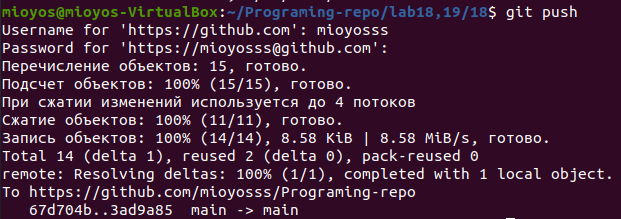 mioyos@mioyos-VirtualBox:~/Programing-repo/lab18,19/18$ git push
Username for 'https://github.com': mioyosss
Password for 'https://mioyosss@github.com':
Перечисление объектов: 15, готово.
Подсчет объектов: 100% (15/15), готово.
При сжатии изменений используется до 4 потоков
Сжатие объектов: 100% (11/11), готово.
Запись объектов: 100% (14/14), 8.58 KiB | 8.58 MiB/s, готово.
Total 14 (delta 1), reused 2 (delta 0), pack-reused 0
remote: Resolving deltas: 100% (1/1), completed with 1 local object.
To https://github.com/mioyosss/Programing-repo
   67d704b..3ad9a85  main -> main